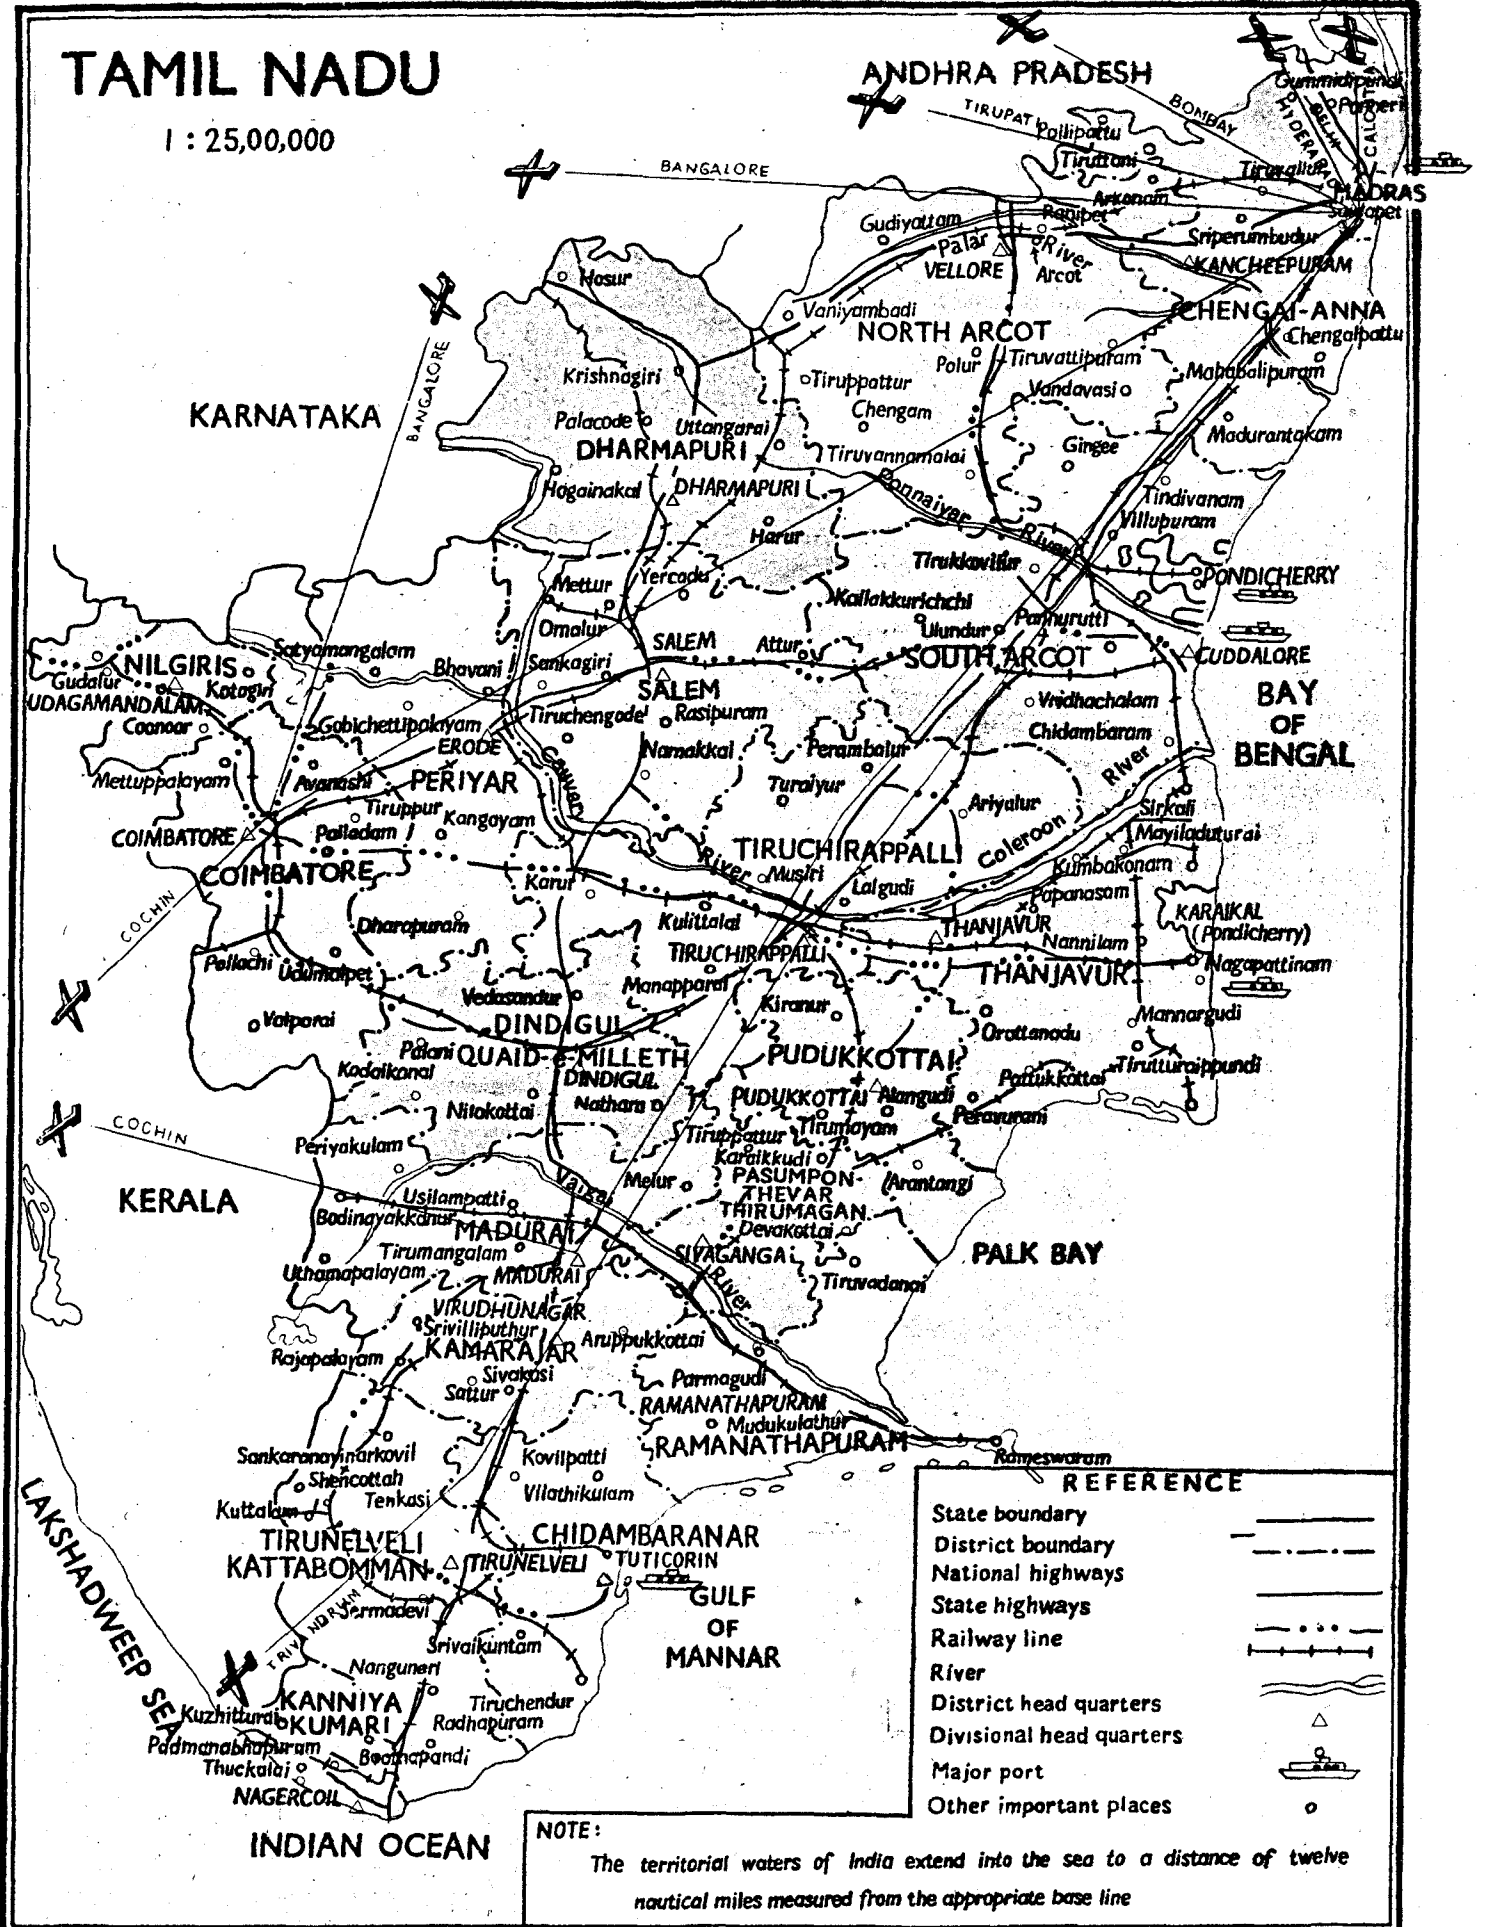 TAMIL NADU
1 : 25,00,000
ANDHRA PRADESH
TIRUPATI
BOMBAY
HYDERABAD
DELHI
CALCUTTA
Gummidipundi
Ponneri
Pallipattu
Tiruttani
Tiruvallur
BANGALORE
MADRAS
Saidapet
Arkonam
Ranipet
Gudiyattam
Sriperumbudur
Palar
River
VELLORE
Arcot
KANCHEEPURAM
Hosur
Vaniyambadi
NORTH ARCOT
CHENGAI-ANNA
Chengalpattu
Polur
Tiruvattipuram
Mahabalipuram
Krishnagiri
Tiruppattur
Vandavasi
BANGALORE
KARNATAKA
Palacode
Uttangarai
Chengam
Madurantakam
DHARMAPURI
Tiruvannamalai
Gingee
Hogainakal
DHARMAPURI
Ponnaiyar
River
Tindivanam
Villupuram
Harur
Tirukkovilur
Mettur
Yercadu
PONDICHERRY
Kallakkurichchi
Omalur
Ulundur
Panrurutti
SALEM
Attur
SOUTH ARCOT
CUDDALORE
Satyamangalam
Bhavani
Sankagiri
NILGIRIS
Gudalur
Kotagiri
UDAGAMANDALAM
SALEM
BAY
OF
BENGAL
Coonoor
Gobichettipalayam
Tiruchengode
Rasipuram
Vridhachalam
Chidambaram
ERODE
Namakkal
Perambalur
Mettuppalayam
Avanashi
PERIYAR
Cauvery
Turaiyur
River
Tiruppur
Kangayam
Ariyalur
Sirkali
COIMBATORE
Palladam
TIRUCHIRAPPALLI
Coleroon
Mayiladuturai
COIMBATORE
Karur
River
Musiri
Lalgudi
Kumbakonam
Papanasam
COCHIN
Dharapuram
Kulittalai
THANJAVUR
Nannilam
KARAIKAL
(Pondicherry)
Pollachi
Udumalpet
TIRUCHIRAPPALLI
THANJAVUR
Nagapattinam
Manapparai
Vedasandur
Kiranur
Valparai
DINDIGUL
Orattanadu
Mannargudi
Palani
QUAID-e-MILLETH
PUDUKKOTTAI
Kodaikanal
DINDIGUL
Pattukkottai
Tirutturaippundi
Nilokottai
Natham
PUDUKKOTTAI
Alangudi
Peravurani
COCHIN
Periyakulam
Tiruppattur
Tirumayam
Karaikkudi
Vaigai
Melur
PASUMPON-
THEVAR
THIRUMAGAN
Arantangi
KERALA
Usilampatti
Bodinayakkanur
MADURAI
Devakottai
Tirumangalam
SIVAGANGAI
PALK BAY
Uthamapalayam
MADURAI
River
Tiruvadanai
VIRUDHUNAGAR
Srivilliputhur
Aruppukkottai
Rajapalayam
KAMARAJAR
Sivakasi
Sattur
Parmagudi
RAMANATHAPURAM
Mudukulathur
RAMANATHAPURAM
Rameswaram
Sankaranayinarkovil
Shencottah
Kovilpatti
Vilathikulam
Kuttalam
Tenkasi
LAKSHADWEEP SEA
TIRUNELVELI
KATTABOMMAN
CHIDAMBARANAR
TIRUNELVELI
TUTICORIN
GULF
OF
MANNAR
TRIVANDRUM
Sermadevi
Srivaikuntam
Nanguneri
KANNIYA
KUMARI
Tiruchendur
Radhapuram
Kuzhitturai
Padmanabhapuram
Boothapandi
Thuckalai
NAGERCOIL
INDIAN OCEAN
REFERENCE
State boundary
District boundary
National highways
State highways
Railway line
River
District head quarters
Divisional head quarters
Major port
Other important places
NOTE:
The territorial waters of India extend into the sea to a distance of twelve
nautical miles measured from the appropriate base line